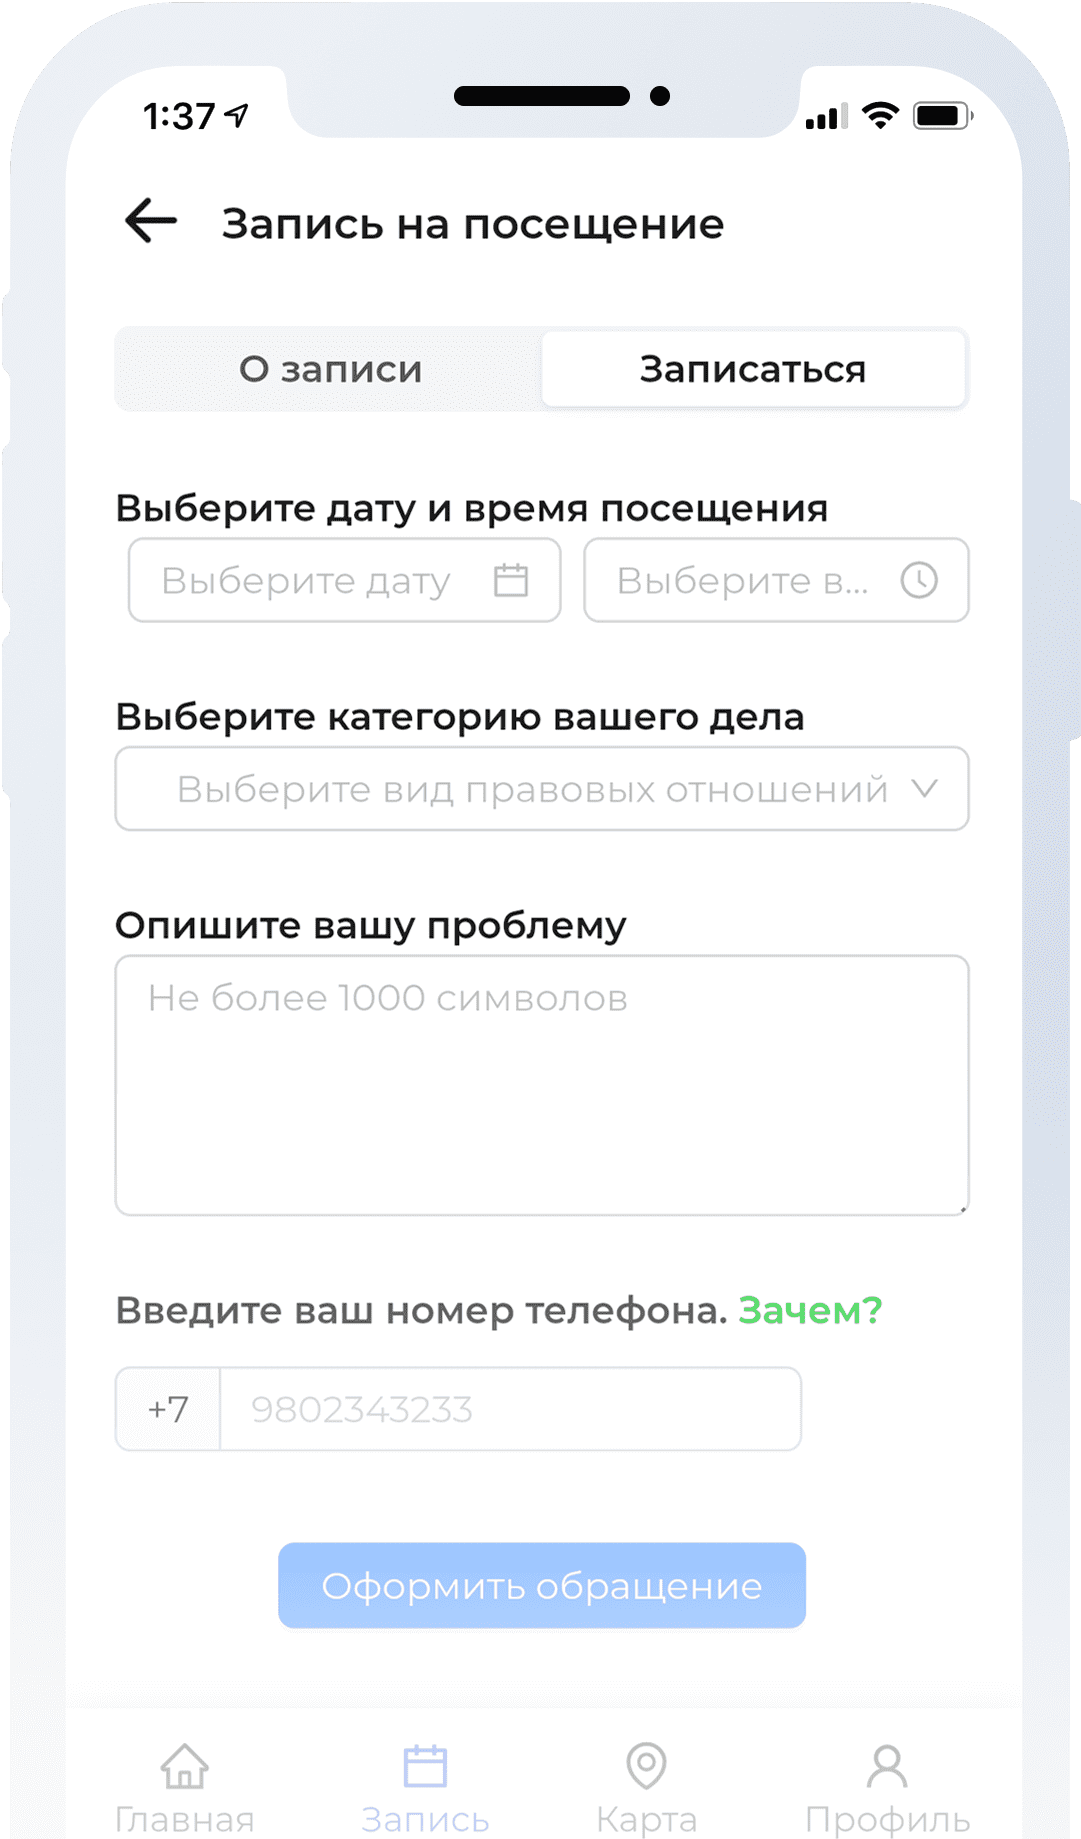 1:37
Запись на посещение
О записи Записаться
Выберите дату и время посещения
Выберите дату Выберите в...
Выберите категорию вашего дела
Выберите вид правовых отношений
Опишите вашу проблему
Не более 1000 символов
Введите ваш номер телефона. Зачем?
+7 9802343233
Оформить обращение
Главная Запись Карта Профиль